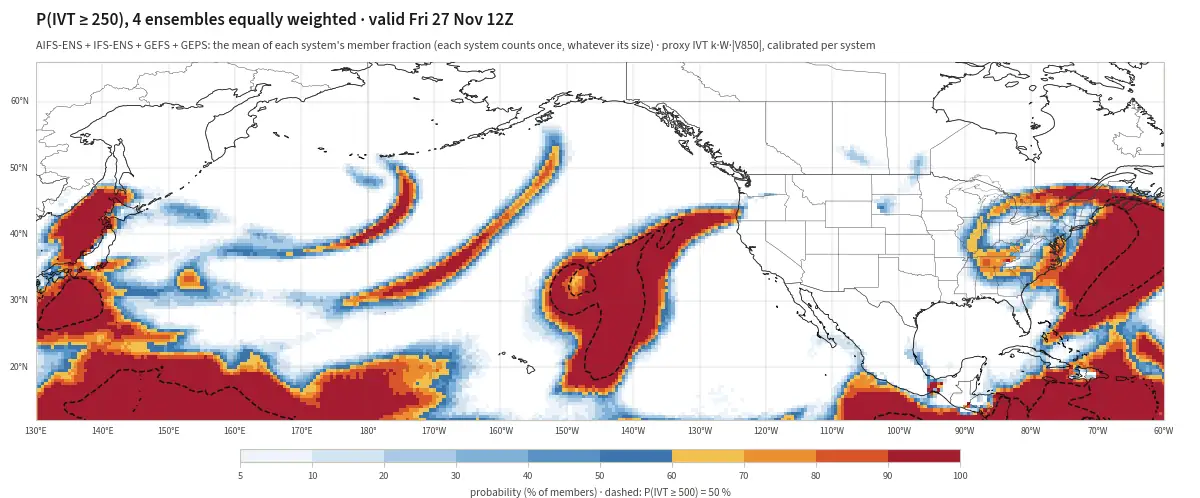 P(IVT ≥ 250), 4 ensembles equally weighted · valid Fri 27 Nov 12Z
AIFS-ENS + IFS-ENS + GEFS + GEPS: the mean of each system's member fraction (each system counts once, whatever its size) · proxy IVT k·W·|V850|, calibrated per system
60°N
50°N
40°N
30°N
20°N
130°E 140°E 150°E 160°E 170°E 180° 170°W 160°W 150°W 140°W 130°W 120°W 110°W 100°W 90°W 80°W 70°W 60°W
5 10 20 30 40 50 60 70 80 90 100
probability (% of members) · dashed: P(IVT ≥ 500) = 50 %